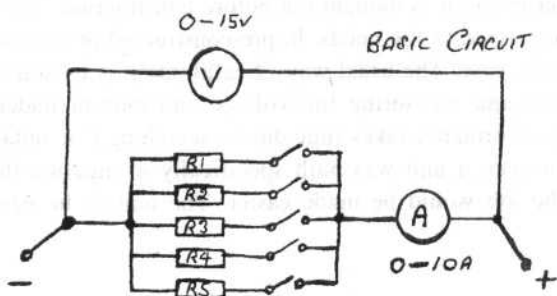 0-15V
BASIC CIRCUIT
V
R1
R2
R3
A
R4
0-10A
R5
- +